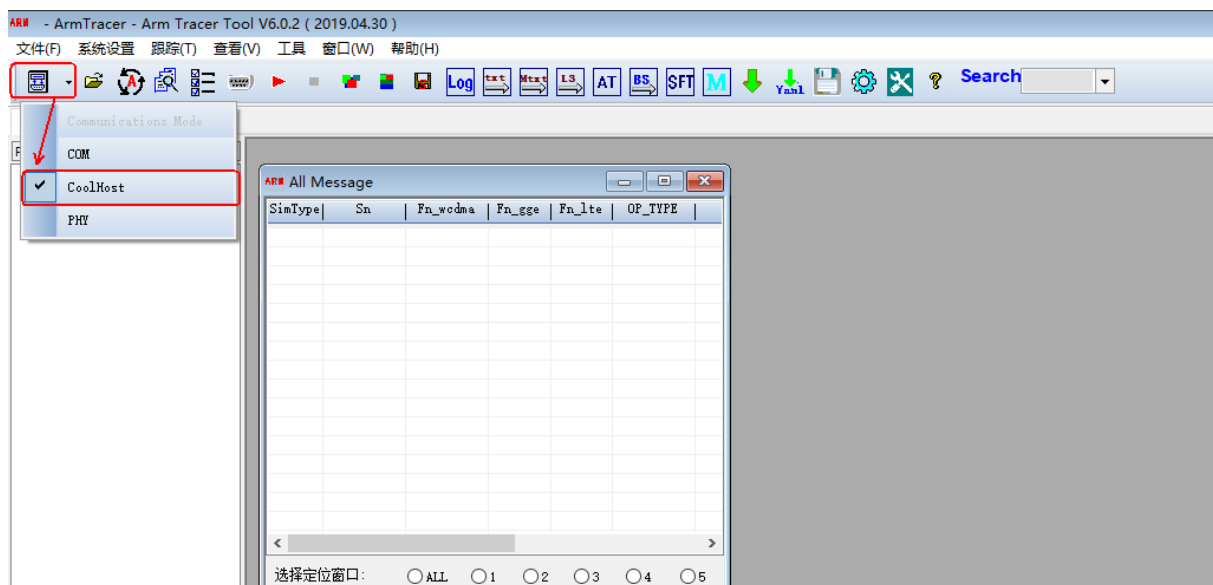 ARM - ArmTracer - Arm Tracer Tool V6.0.2 ( 2019.04.30 )
文件(F) 系统设置 跟踪(T) 查看(V) 工具 窗口(W) 帮助(H)
A Log txt Mtxt L3 AT BS SFT M Yaml ? Search
Communications Mode
COM
CoolHost
PHY
ARM All Message
SimType Sn Fn_wcdma Fn_gge Fn_lte OP_TYPE
选择定位窗口: ALL 1 2 3 4 5